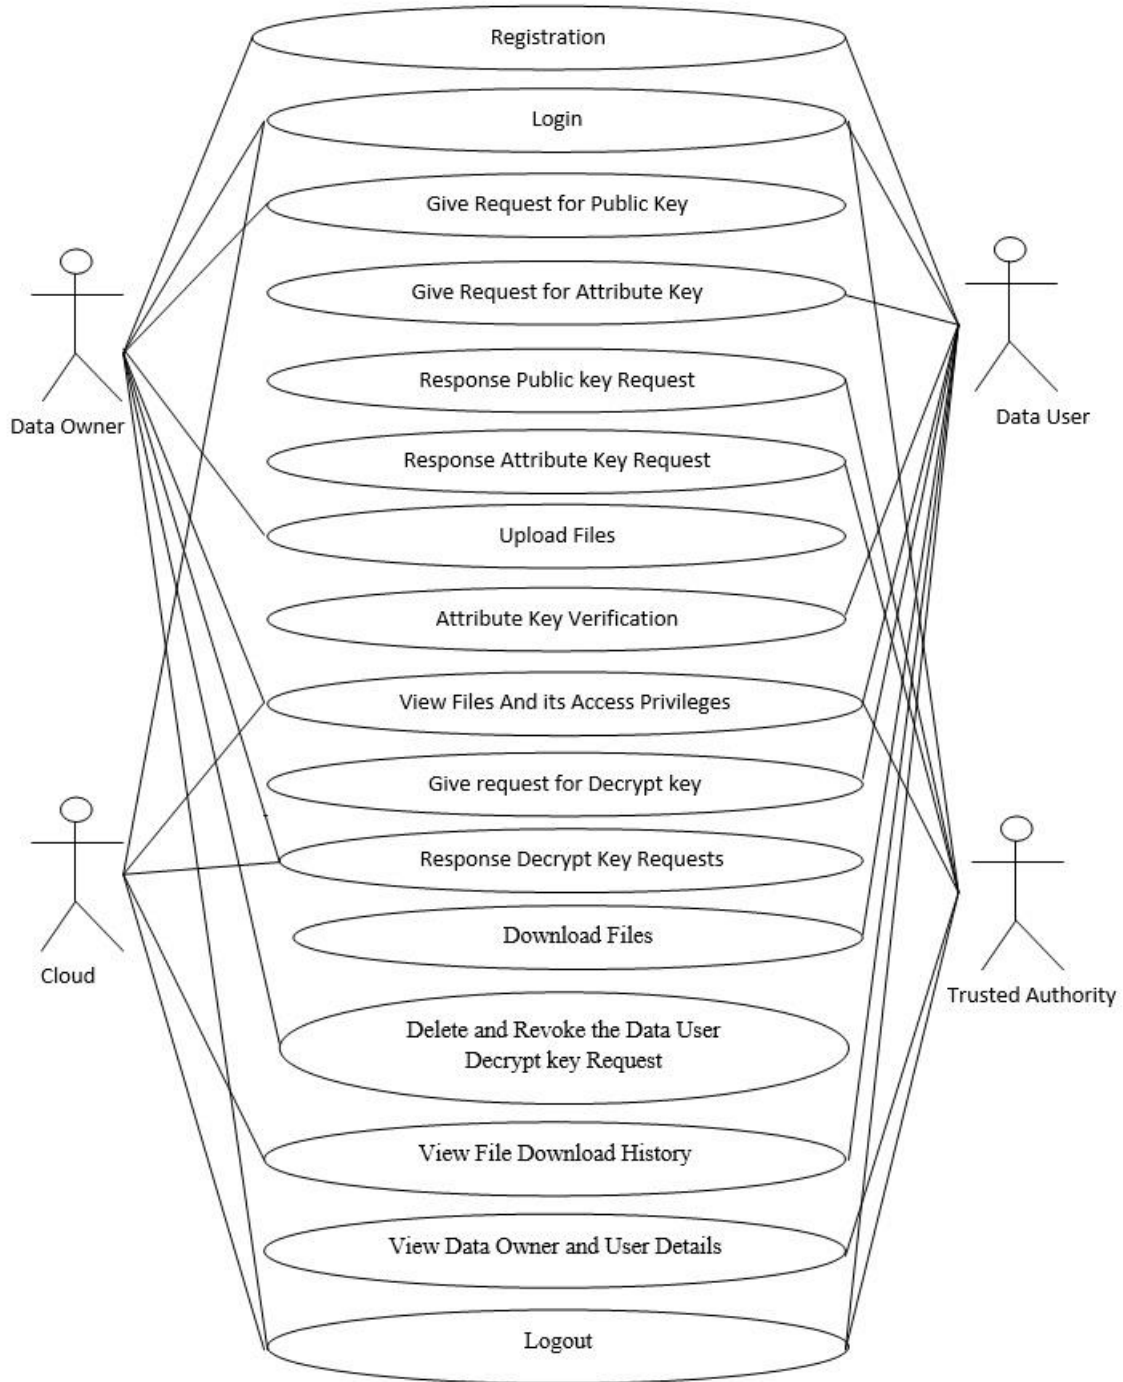 Registration
Login
Give Request for Public Key
Give Request for Attribute Key
Response Public key Request
Data Owner
Data User
Response Attribute Key Request
Upload Files
Attribute Key Verification
View Files And its Access Privileges
Give request for Decrypt key
Response Decrypt Key Requests
Download Files
Cloud
Trusted Authority
Delete and Revoke the Data User
Decrypt key Request
View File Download History
View Data Owner and User Details
Logout